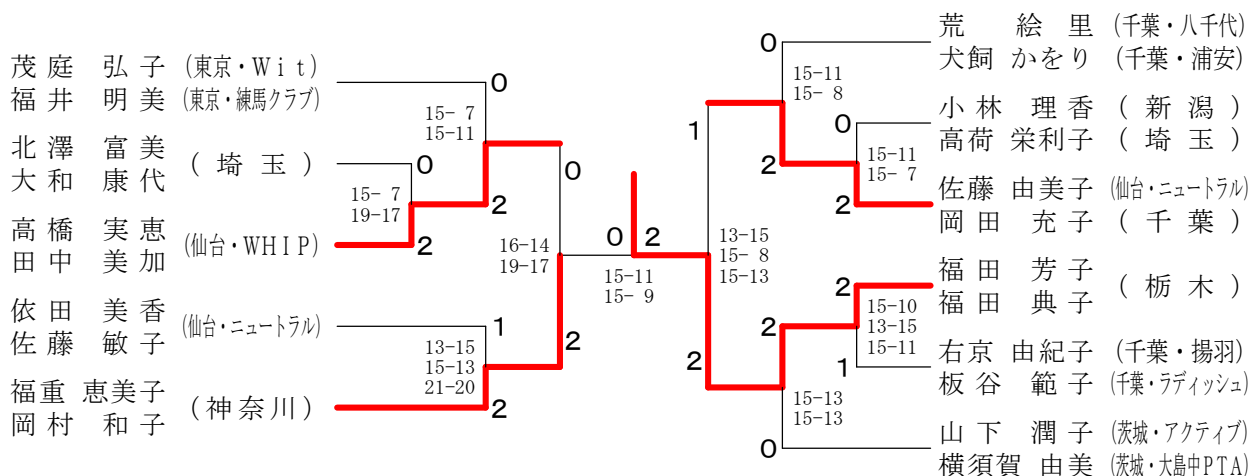 茂庭 弘子 (東京・Wit)
福井 明美 (東京・練馬クラブ)
北澤 富美
大和 康代
(埼玉)
高橋 実恵
田中 美加
(仙台・WHIP)
依田 美香
佐藤 敏子
(仙台・ニュートラル)
福重 恵美子
岡村 和子
(神奈川)
0
15- 7
15-11
0
15- 7
19-17
2
2
0
16-14
19-17
1
13-15
15-13
21-20
2
2
0
2
15-11
15- 9
1
13-15
15- 8
15-13
2
0
15-11
15- 8
2
0
15-11
15- 7
2
2
15-10
13-15
15-11
1
2
15-13
15-13
0
荒 絵里 (千葉・八千代)
犬飼 かをり (千葉・浦安)
小林 理香 (新潟)
高荷 栄利子 (埼玉)
佐藤 由美子 (仙台・ニュートラル)
岡田 充子 (千葉)
福田 芳子
福田 典子
(栃木)
右京 由紀子 (千葉・揚羽)
板谷 範子 (千葉・ラディッシュ)
山下 潤子 (茨城・アクティブ)
横須賀 由美 (茨城・大島中PTA)